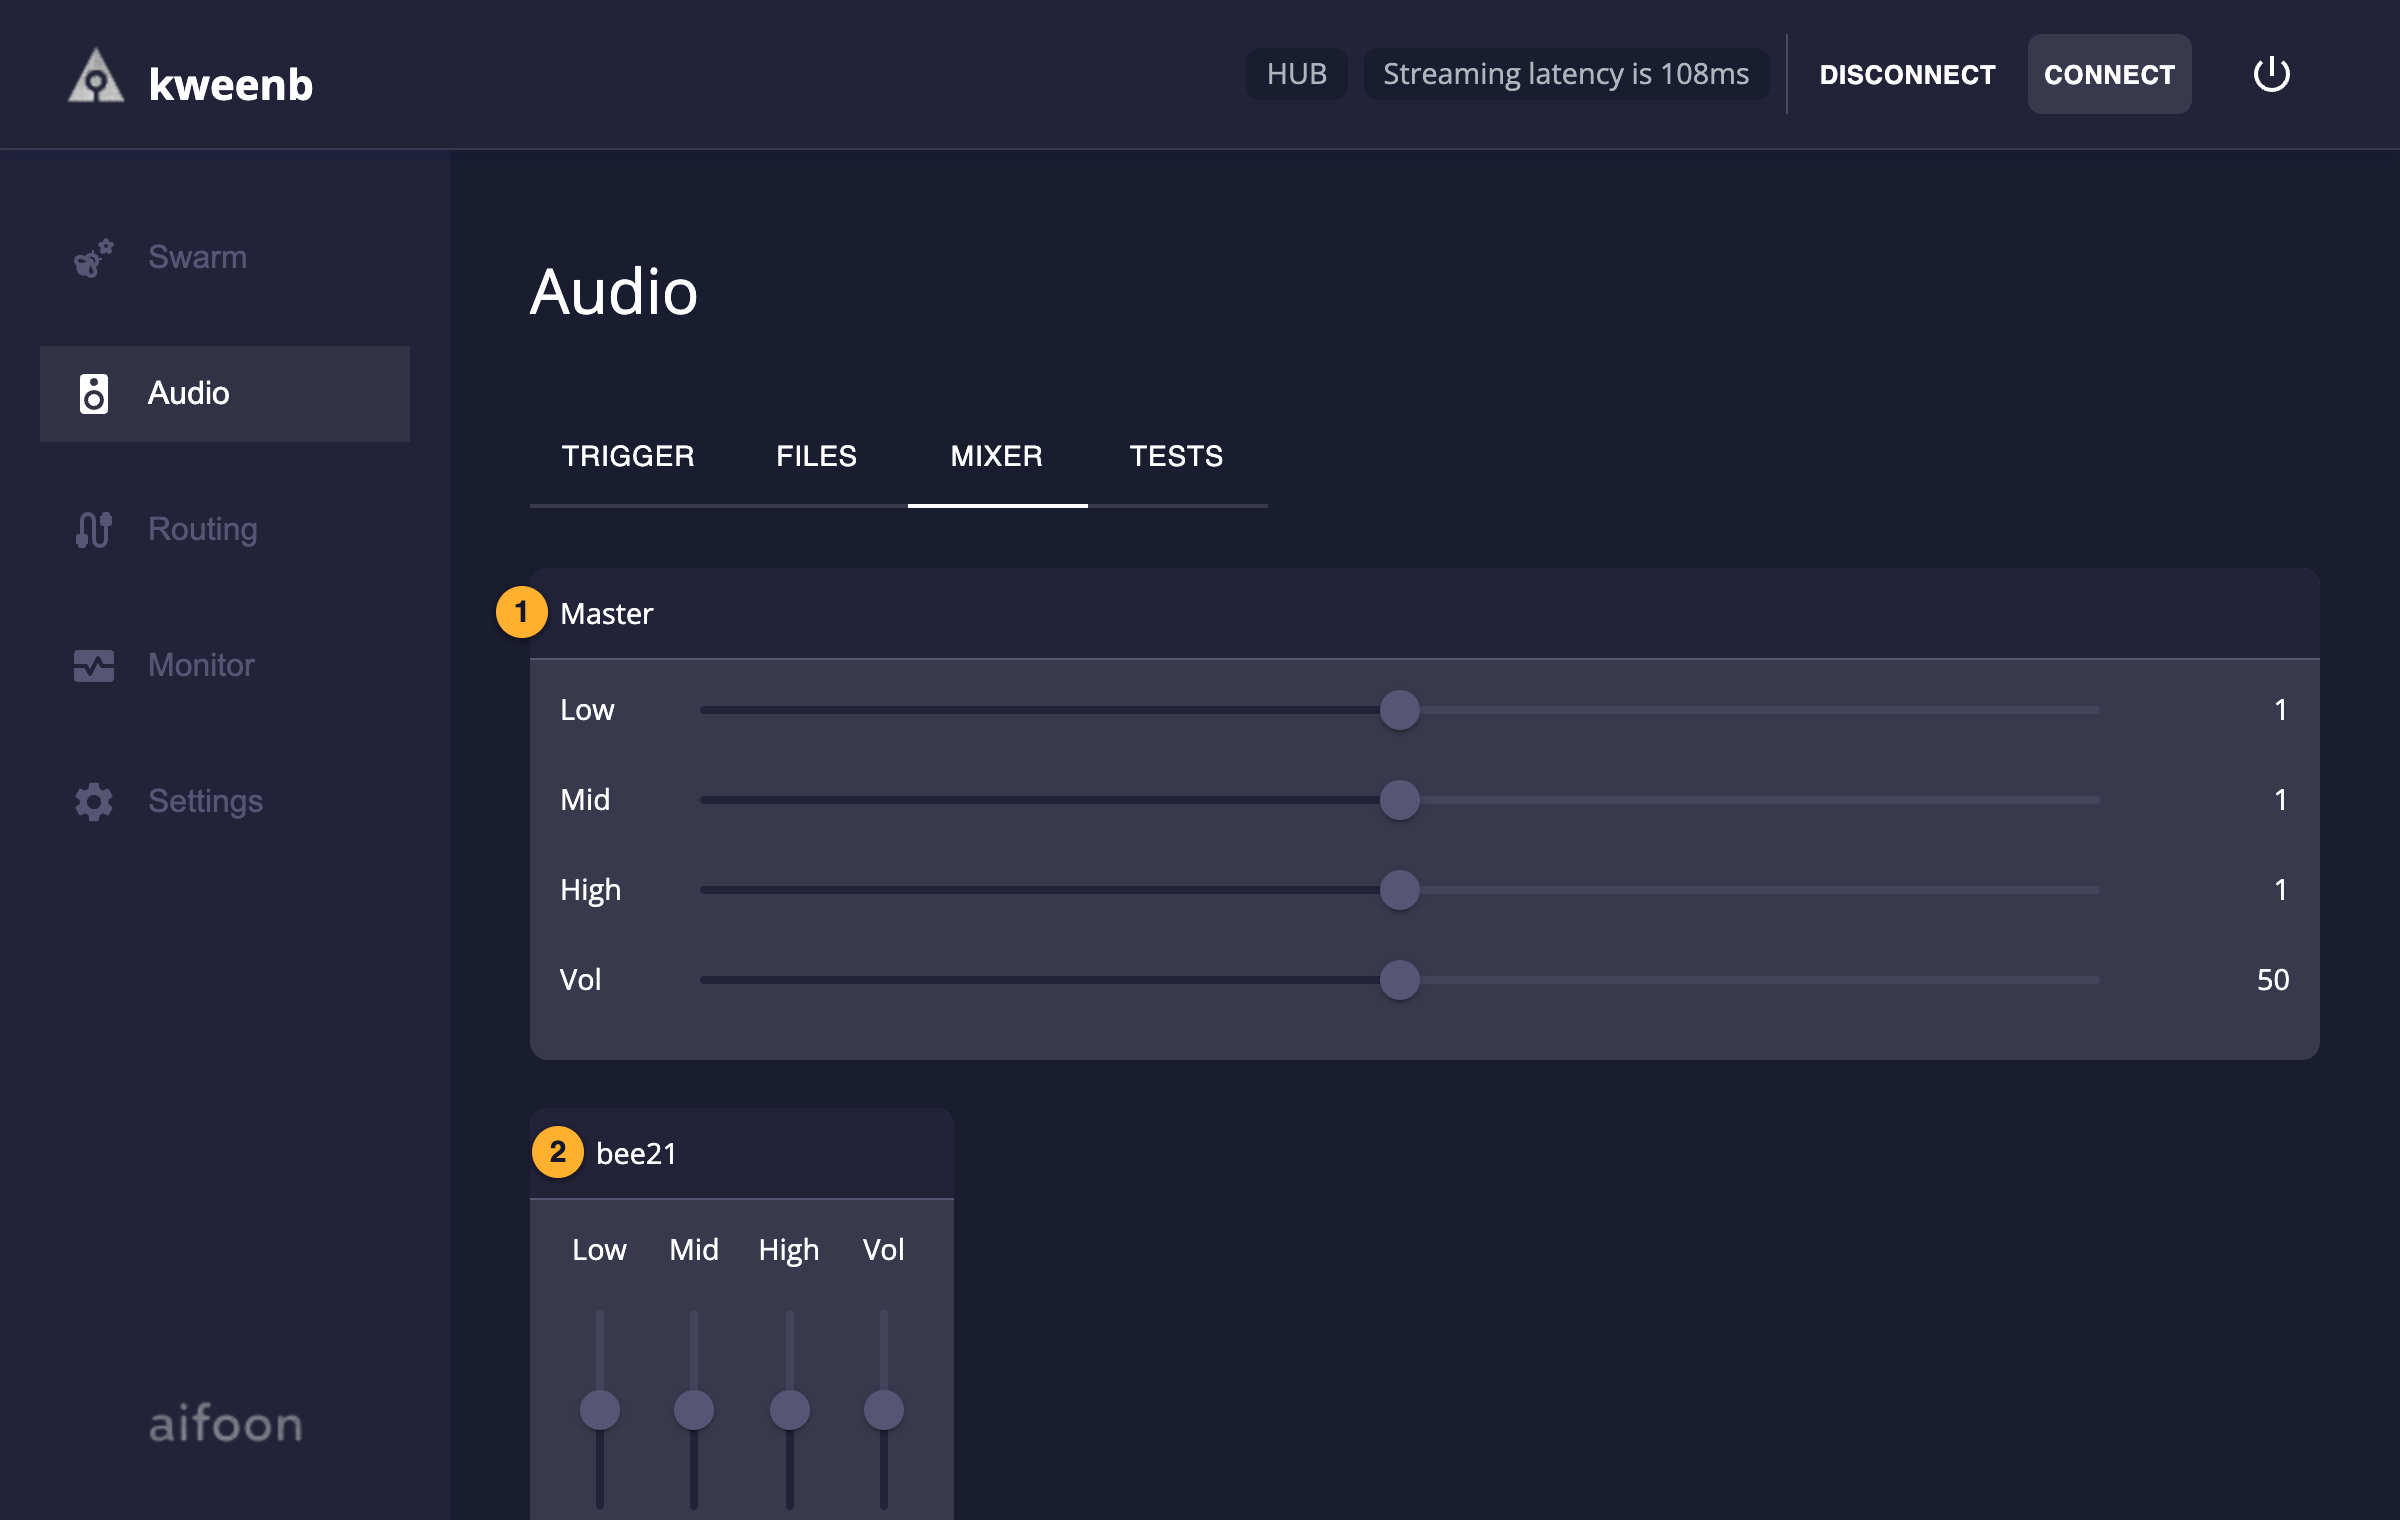 kweenb
HUB
Streaming latency is 108ms
DISCONNECT
CONNECT
Swarm
Audio
Routing
Monitor
Settings
aifoon
Audio
TRIGGER FILES MIXER TESTS
1 Master
Low 1
Mid 1
High 1
Vol 50
2 bee21
Low Mid High Vol